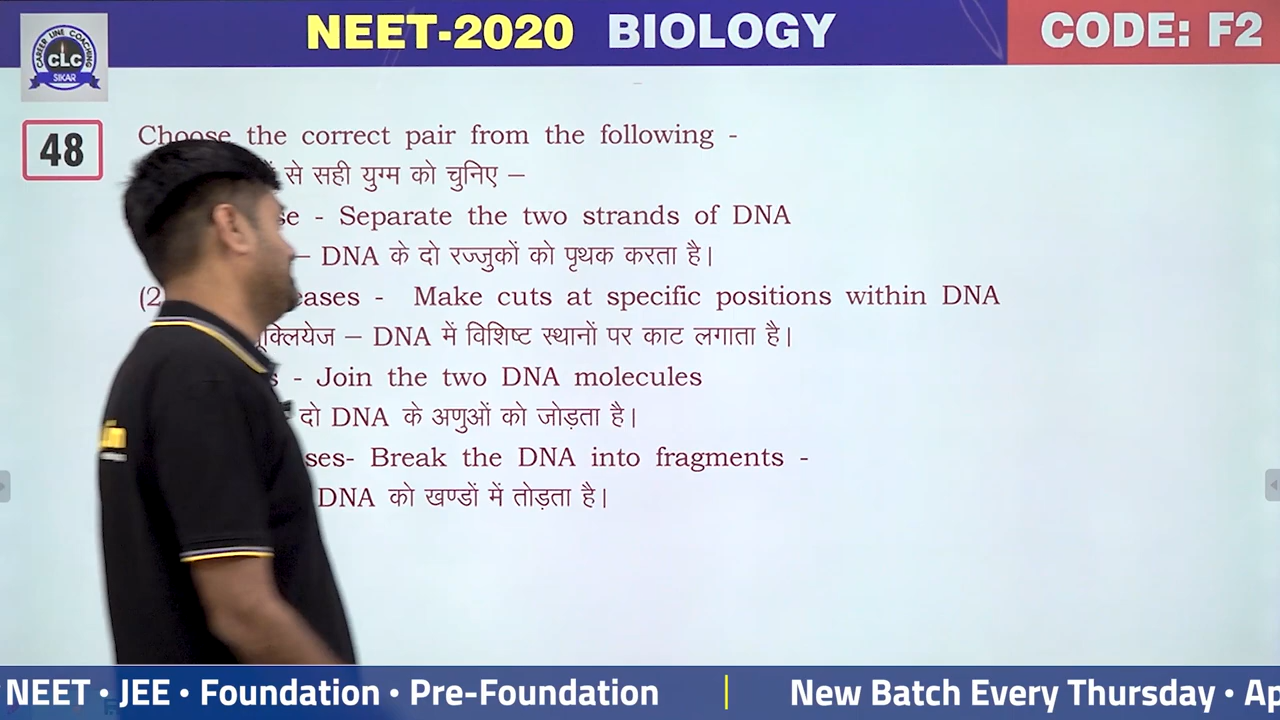 NEET-2020 BIOLOGY
CODE: F2
CAREER LINE COACHING
CLC
SIKAR
48
Choose the correct pair from the following -
से सही युग्म को चुनिए –
se - Separate the two strands of DNA
– DNA के दो रज्जुकों को पृथक करता है।
(2 eases - Make cuts at specific positions within DNA
क्लियेज – DNA में विशिष्ट स्थानों पर काट लगाता है।
s - Join the two DNA molecules
दो DNA के अणुओं को जोड़ता है।
ses- Break the DNA into fragments -
DNA को खण्डों में तोड़ता है।
NEET • JEE • Foundation • Pre-Foundation | New Batch Every Thursday • Ap